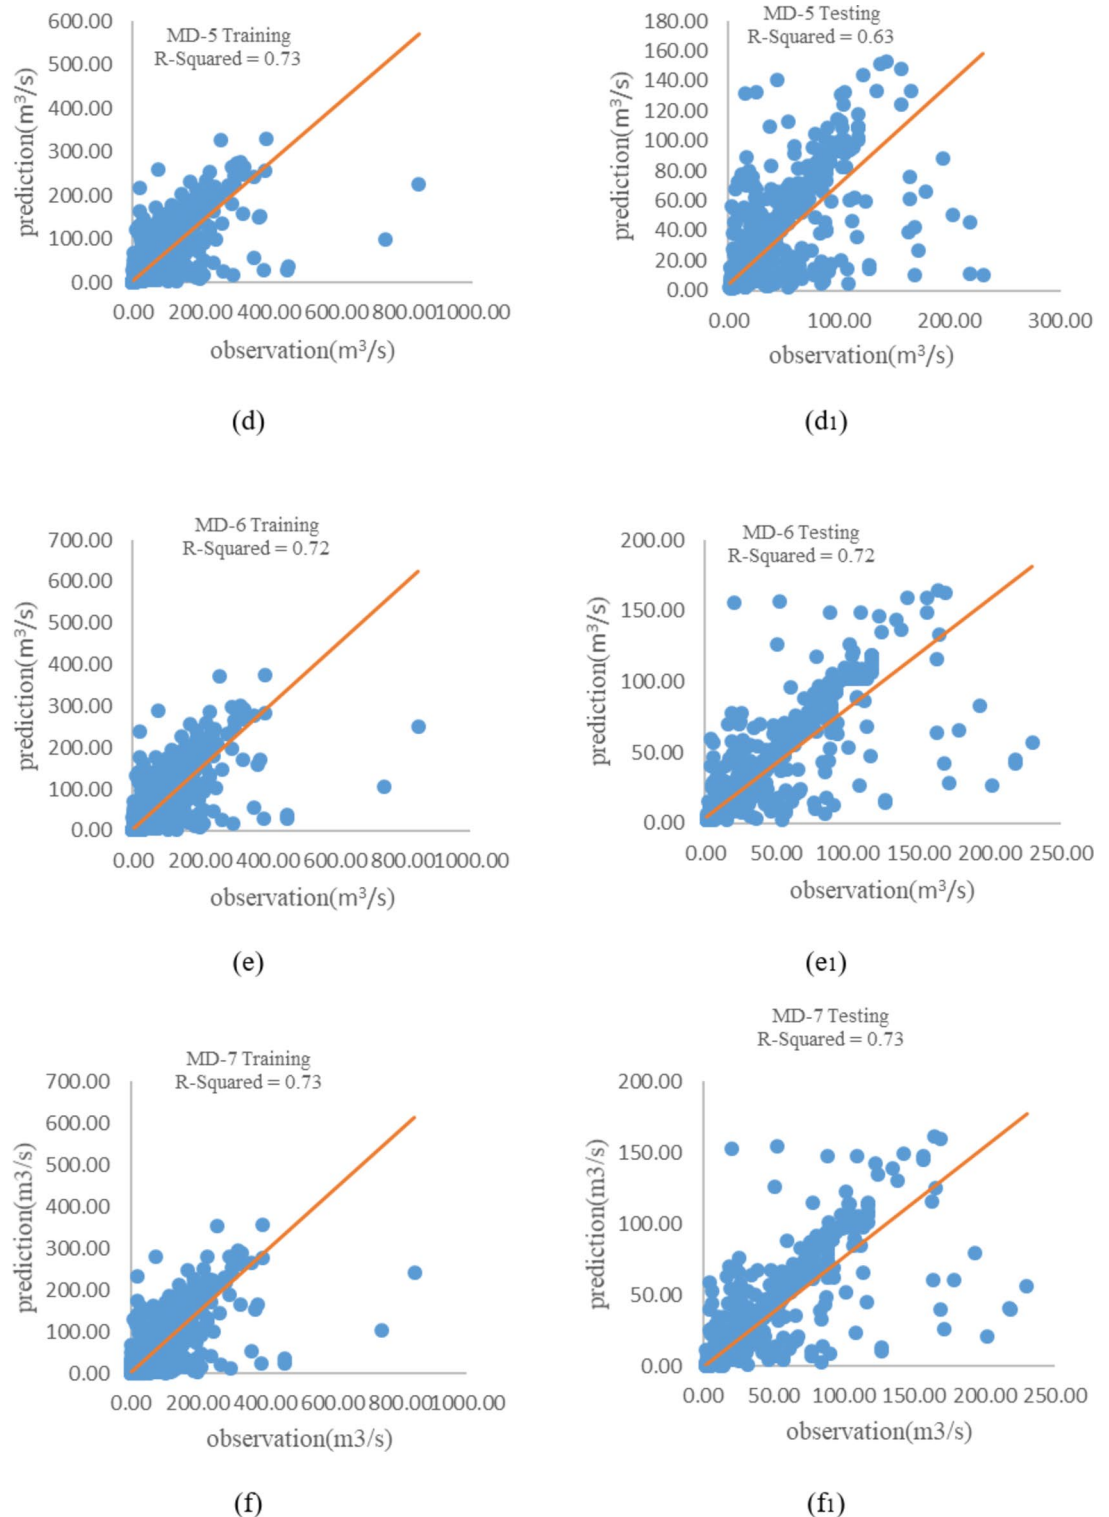 600.00
500.00
400.00
300.00
200.00
100.00
0.00
prediction(m³/s)
MD-5 Training
R-Squared = 0.73
0.00 200.00 400.00 600.00 800.00 1000.00
observation(m³/s)
(d)
180.00
160.00
140.00
120.00
100.00
80.00
60.00
40.00
20.00
0.00
prediction(m³/s)
MD-5 Testing
R-Squared = 0.63
0.00 100.00 200.00 300.00
observation(m³/s)
(d1)
MD-6 Training
R-Squared = 0.72
700.00
600.00
500.00
400.00
300.00
200.00
100.00
0.00
prediction(m³/s)
0.00 200.00 400.00 600.00 800.00 1000.00
observation(m³/s)
(e)
MD-6 Testing
R-Squared = 0.72
200.00
150.00
100.00
50.00
0.00
prediction(m³/s)
0.00 50.00 100.00 150.00 200.00 250.00
observation(m³/s)
(e1)
MD-7 Training
R-Squared = 0.73
700.00
600.00
500.00
400.00
300.00
200.00
100.00
0.00
prediction(m3/s)
0.00 200.00 400.00 600.00 800.00 1000.00
observation(m3/s)
(f)
MD-7 Testing
R-Squared = 0.73
200.00
150.00
100.00
50.00
0.00
prediction(m3/s)
0.00 50.00 100.00 150.00 200.00 250.00
observation(m3/s)
(f1)